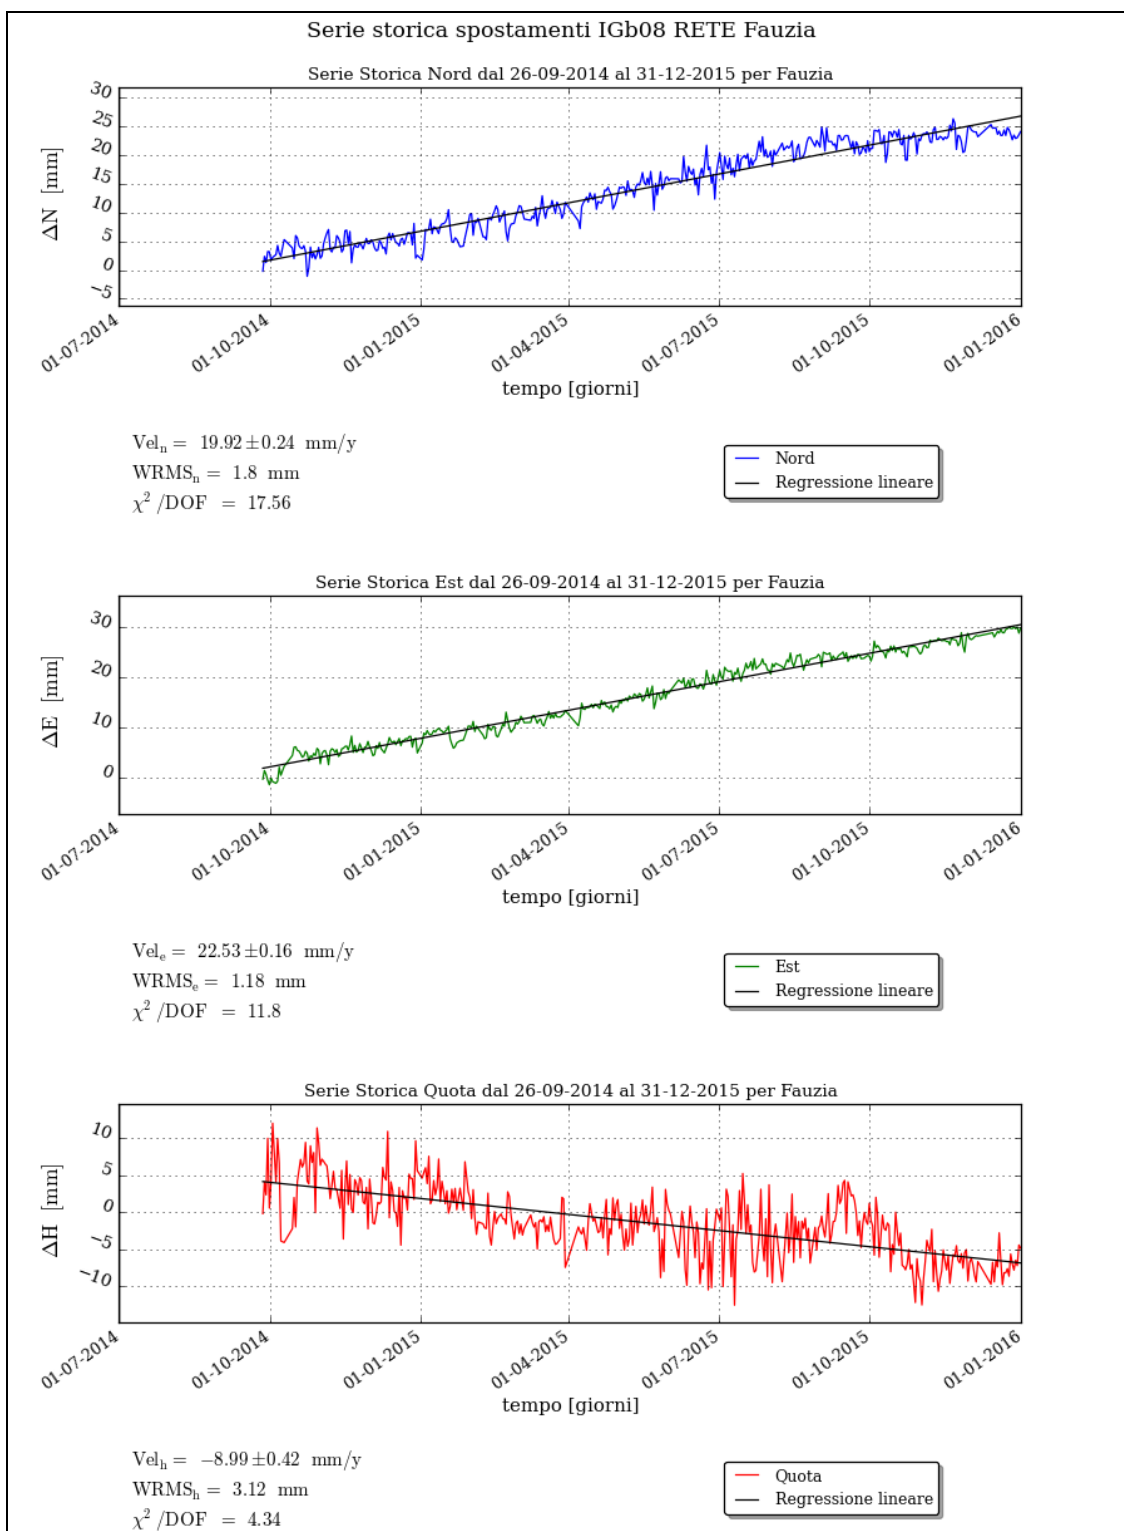 Serie storica spostamenti IGb08 RETE Fauzia
Serie Storica Nord dal 26-09-2014 al 31-12-2015 per Fauzia
30
25
20
15
10
5
0
−5
ΔN [mm]
01-07-2014
01-10-2014
01-01-2015
01-04-2015
01-07-2015
01-10-2015
01-01-2016
tempo [giorni]
Velₙ = 19.92±0.24 mm/y
WRMSₙ = 1.8 mm
χ² /DOF = 17.56
Nord
Regressione lineare
Serie Storica Est dal 26-09-2014 al 31-12-2015 per Fauzia
30
20
10
0
ΔE [mm]
01-07-2014
01-10-2014
01-01-2015
01-04-2015
01-07-2015
01-10-2015
01-01-2016
tempo [giorni]
Velₑ = 22.53±0.16 mm/y
WRMSₑ = 1.18 mm
χ² /DOF = 11.8
Est
Regressione lineare
Serie Storica Quota dal 26-09-2014 al 31-12-2015 per Fauzia
10
5
0
−5
−10
ΔH [mm]
01-07-2014
01-10-2014
01-01-2015
01-04-2015
01-07-2015
01-10-2015
01-01-2016
tempo [giorni]
Velₕ = −8.99±0.42 mm/y
WRMSₕ = 3.12 mm
χ² /DOF = 4.34
Quota
Regressione lineare